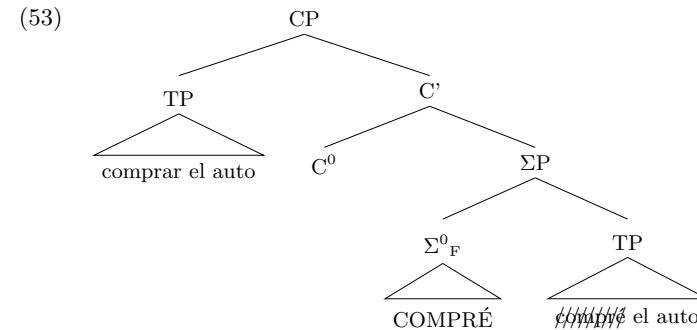 (53)
CP
TP C’
comprar el auto C⁰ ΣP
Σ⁰F TP
COMPRÉ compré el auto